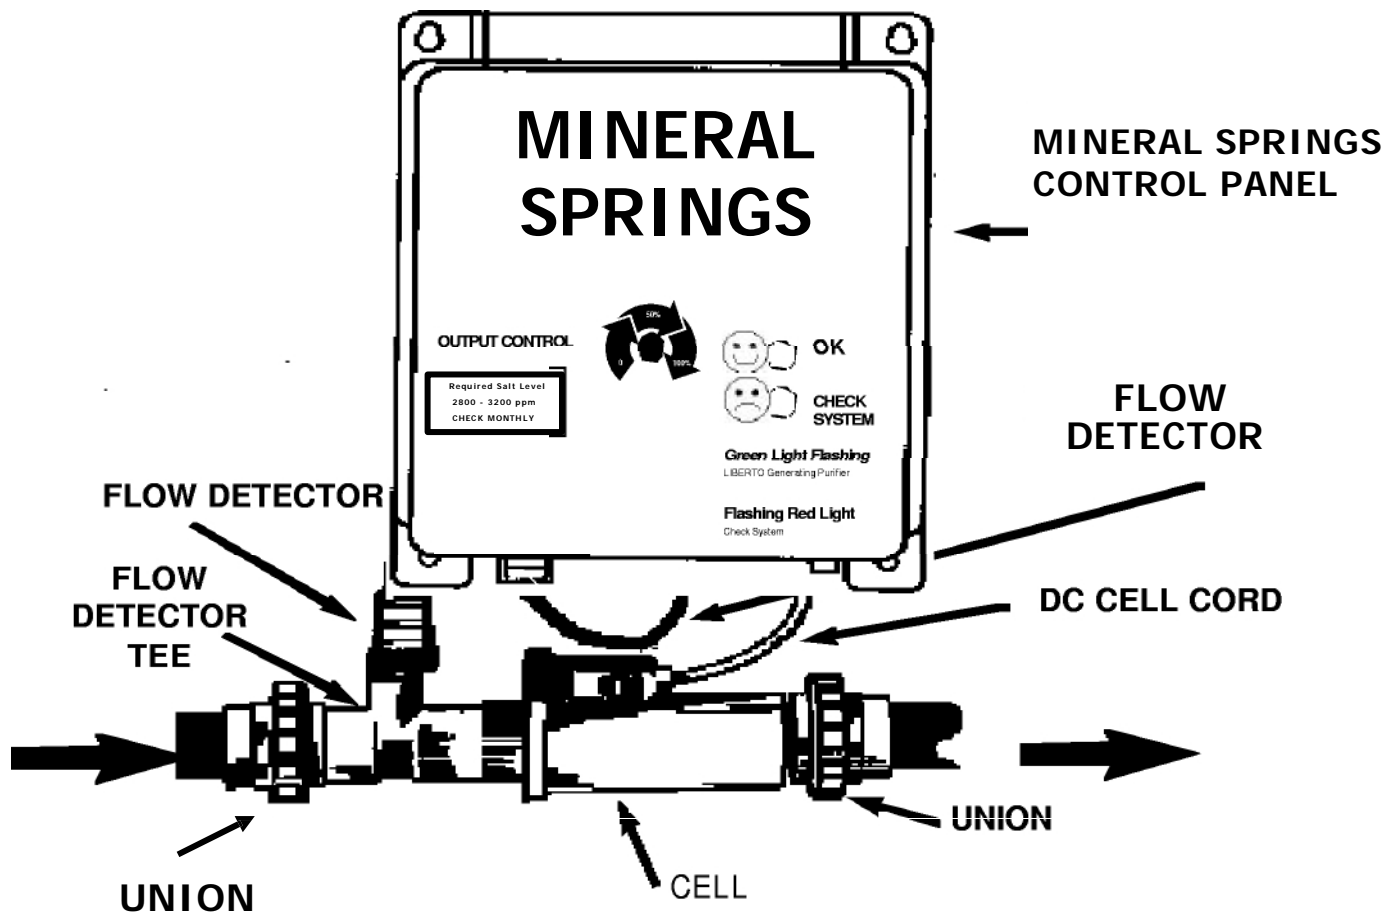 MINERAL
SPRINGS
MINERAL SPRINGS
CONTROL PANEL
OUTPUT CONTROL
0
50%
100%
OK
Required Salt Level
2800 - 3200 ppm
CHECK MONTHLY
CHECK
SYSTEM
Green Light Flashing
LIBERTO Generating Purifier
Flashing Red Light
Check System
FLOW
DETECTOR
FLOW DETECTOR
FLOW
DETECTOR
TEE
DC CELL CORD
UNION
CELL
UNION